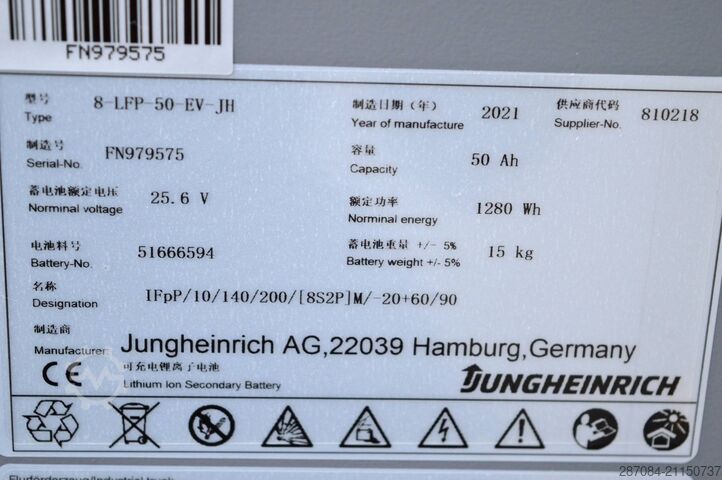 FN979575
型号 8-LFP-50-EV-JH 制造日期（年） 2021 供应商代码 810218
Type Year of manufacture Supplier-No.
制造号 FN979575 容量 50 Ah
Serial-No. Capacity
蓄电池额定电压 25.6 V 额定功率 1280 Wh
Norminal voltage Norminal energy
电池料号 51666594 蓄电池重量 +/- 5% 15 kg
Battery-No. Battery weight +/- 5%
名称 IFpP/10/140/200/[8S2P]M/-20+60/90
Designation
制造商
Manufacturer Jungheinrich AG,22039 Hamburg,Germany
CE 可充电锂离子电池
Lithium Ion Secondary Battery JUNGHEINRICH
Flurförderzeug/Industrial truck
287084-21150737